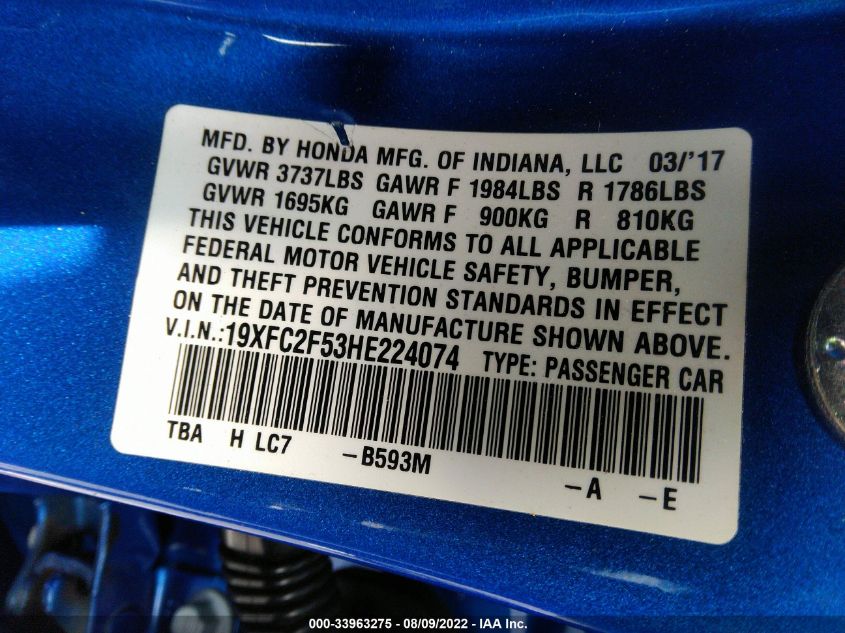 MFD. BY HONDA MFG. OF INDIANA, LLC 03/'17
GVWR 3737LBS GAWR F 1984LBS R 1786LBS
GVWR 1695KG GAWR F 900KG R 810KG
THIS VEHICLE CONFORMS TO ALL APPLICABLE
FEDERAL MOTOR VEHICLE SAFETY, BUMPER,
AND THEFT PREVENTION STANDARDS IN EFFECT
ON THE DATE OF MANUFACTURE SHOWN ABOVE.
V.I.N.:19XFC2F53HE224074 TYPE: PASSENGER CAR
TBA H LC7 -B593M -A -E
000-33963275 - 08/09/2022 - IAA Inc.